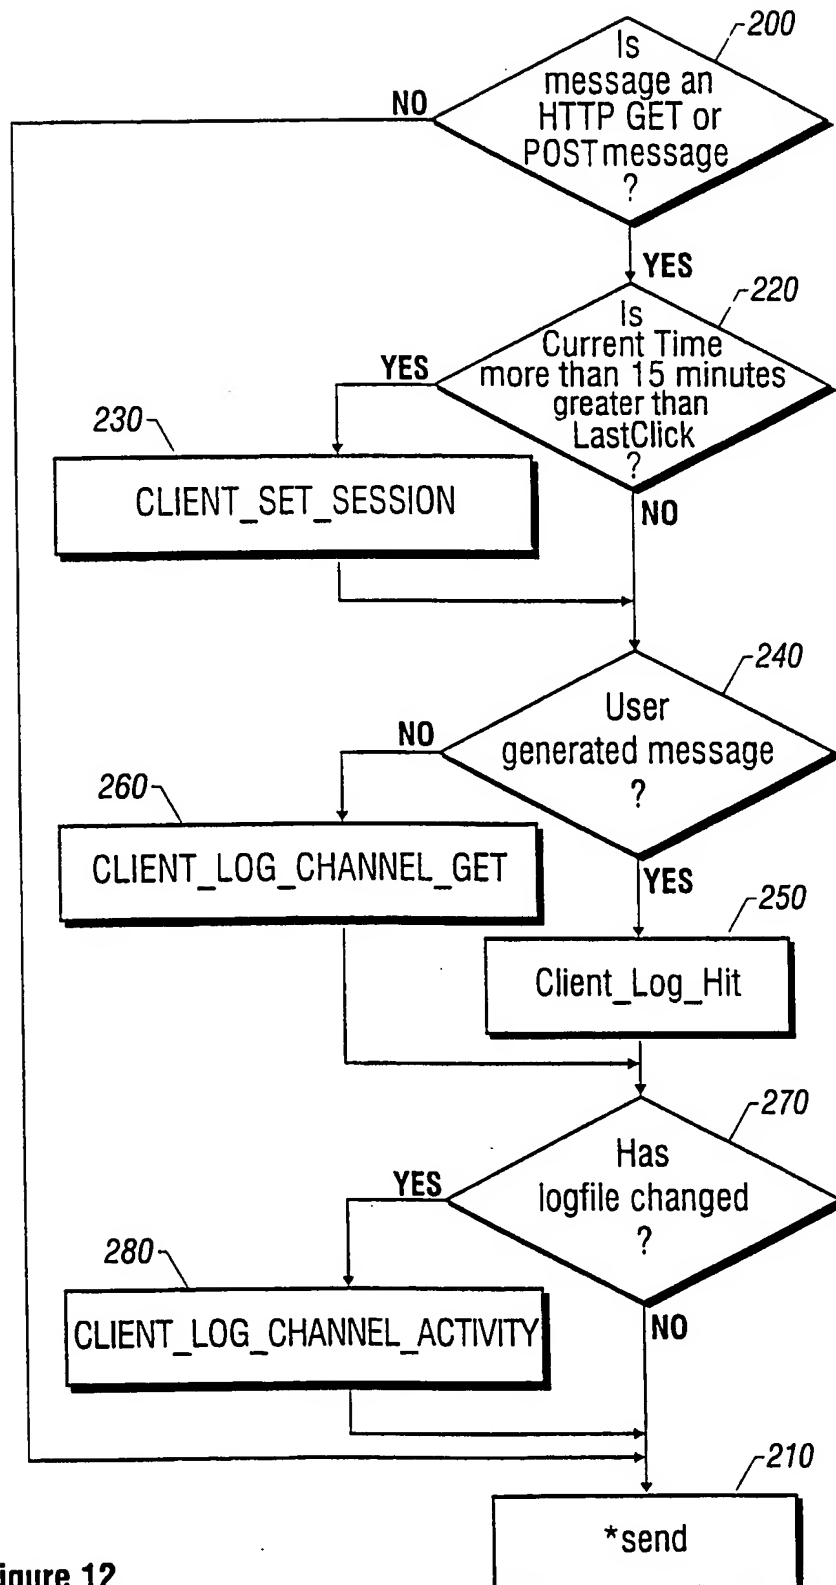 200
Is
message an
HTTP GET or
POST message
?
NO
YES
220
Is
Current Time
more than 15 minutes
greater than
LastClick
?
YES
NO
230
CLIENT_SET_SESSION
240
User
generated message
?
NO
YES
260
CLIENT_LOG_CHANNEL_GET
250
Client_Log_Hit
270
Has
logfile changed
?
YES
NO
280
CLIENT_LOG_CHANNEL_ACTIVITY
210
*send
igure 12